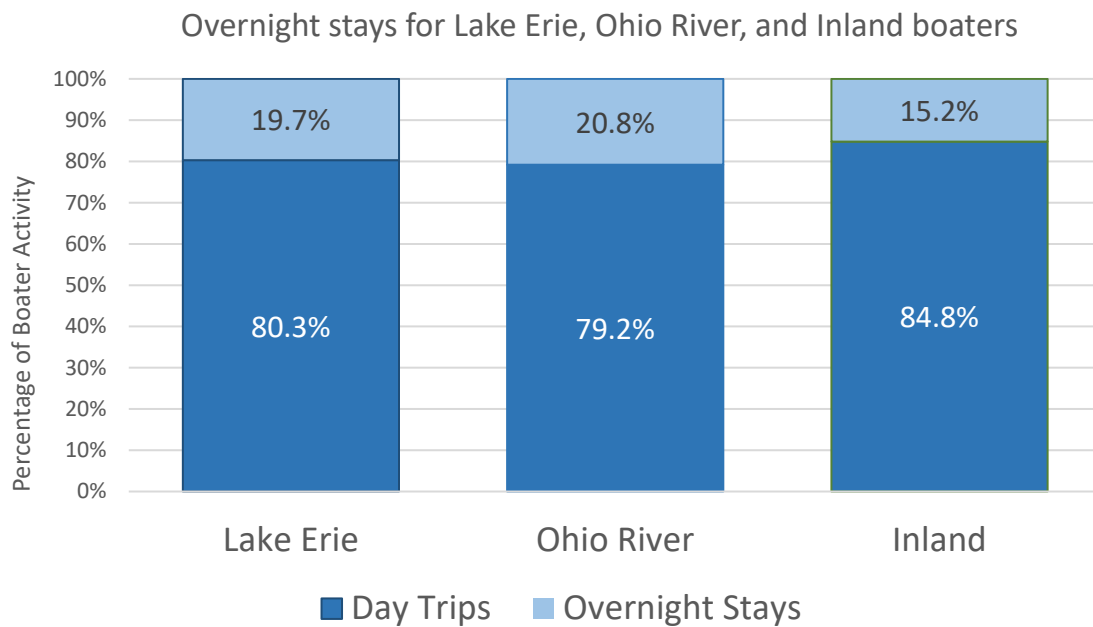 Overnight stays for Lake Erie, Ohio River, and Inland boaters
Percentage of Boater Activity
100%
90%
80%
70%
60%
50%
40%
30%
20%
10%
0%
19.7%
20.8%
15.2%
80.3%
79.2%
84.8%
Lake Erie
Ohio River
Inland
Day Trips
Overnight Stays